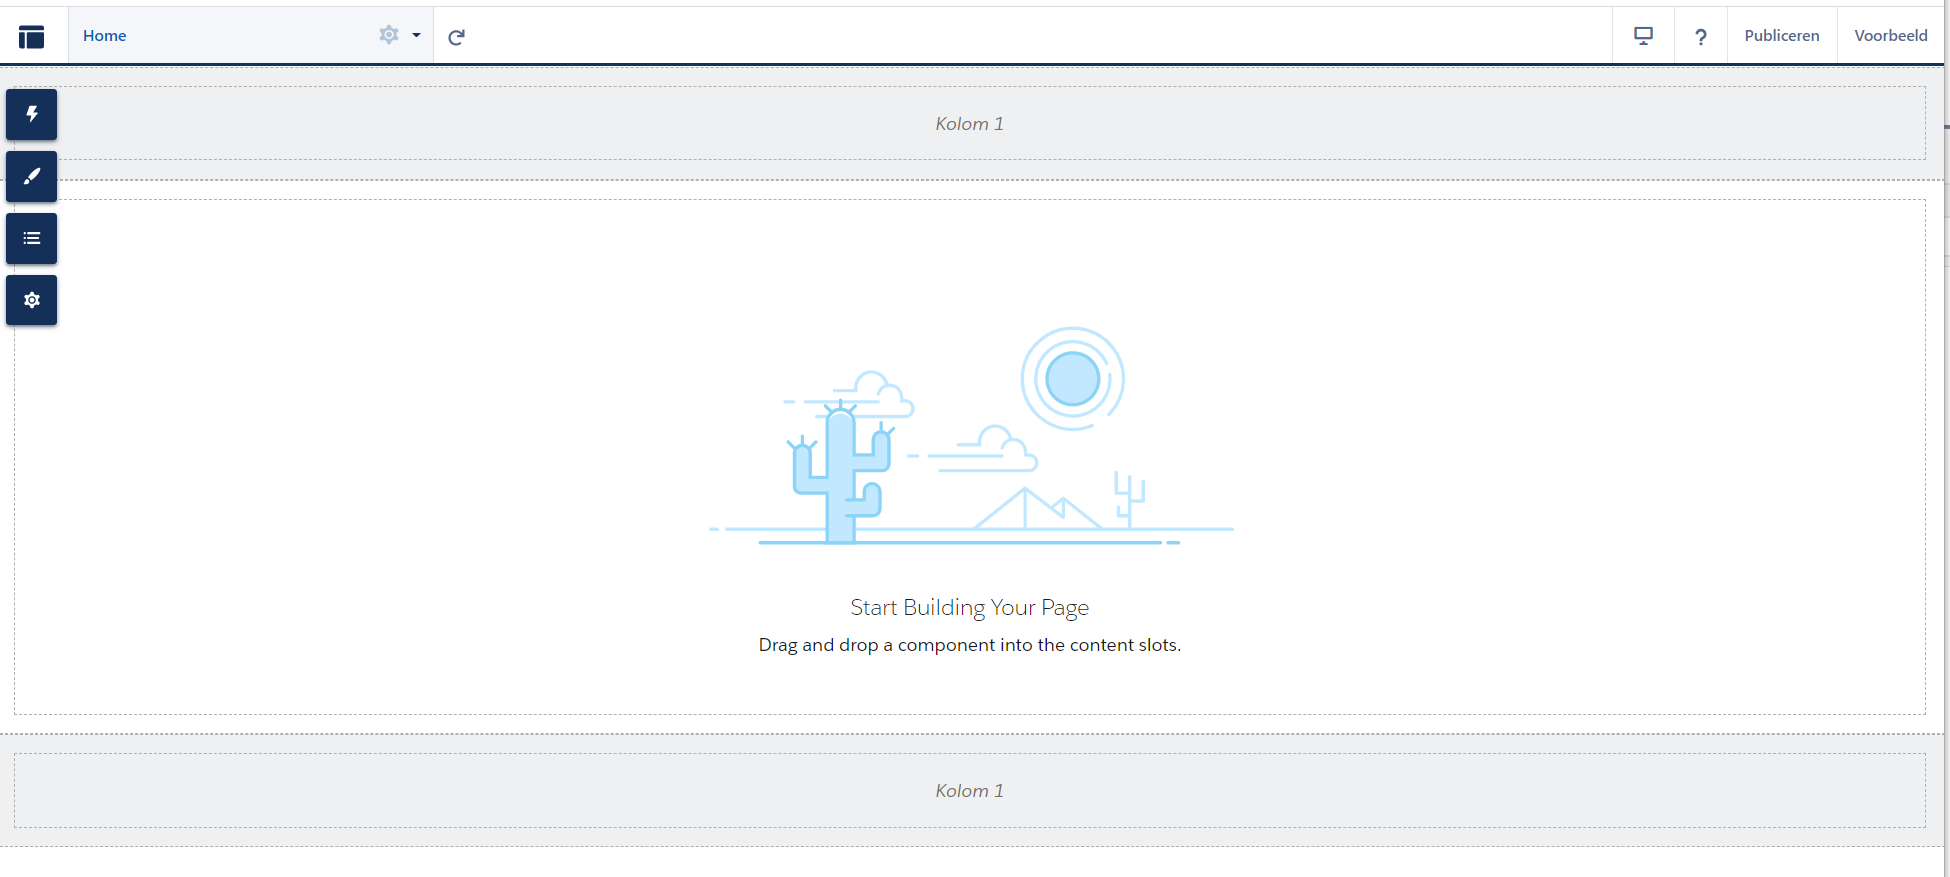 Home
?
Publiceren
Voorbeeld
Kolom 1
Start Building Your Page
Drag and drop a component into the content slots.
Kolom 1